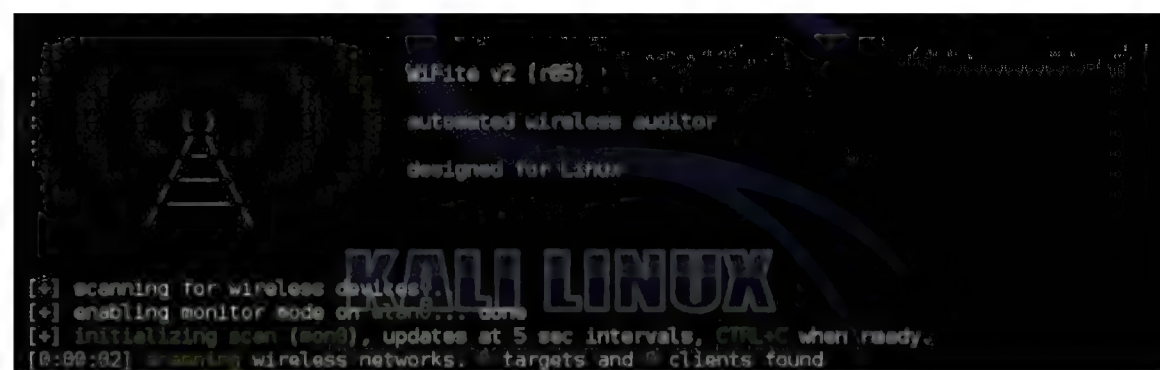 WiFite v2 (r85)
automated wireless auditor
designed for Linux
KALI LINUX
[+] scanning for wireless devices...
[+] enabling monitor mode on wlan0... done
[+] initializing scan (mon0), updates at 5 sec intervals, CTRL+C when ready.
[0:00:02] scanning wireless networks. targets and clients found